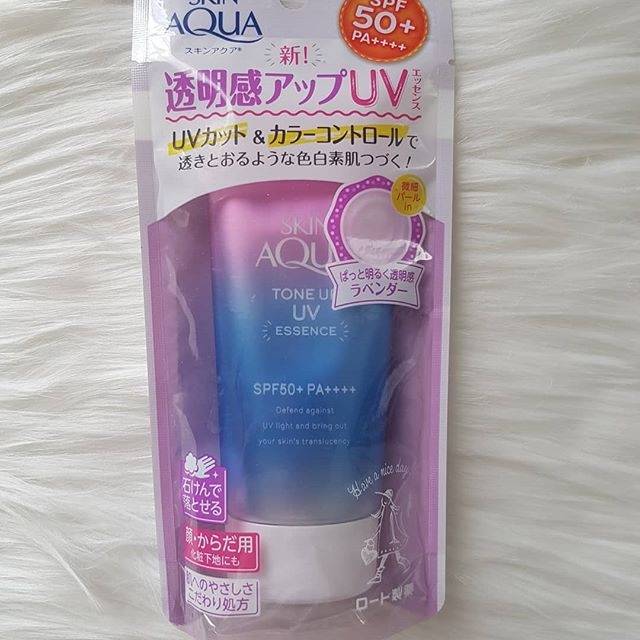 SKIN
AQUA
スキンアクア®
SPF
50+
PA++++
新!
透明感アップUV
エッセンス
UVカット&カラーコントロールで
透きとおるような色白素肌つづく!
微細
パール
in
SKIN
AQU
ぱっと明るく透明感
ラベンダー
TONE U
UV
ESSENCE
SPF50+ PA++++
Defend against
UV light and bring out
your skin's translucency
Have a nice day
石けんで
落とせる
顔・からだ用
化粧下地にも
肌へのやさしさ
こだわり処方
ロート製薬